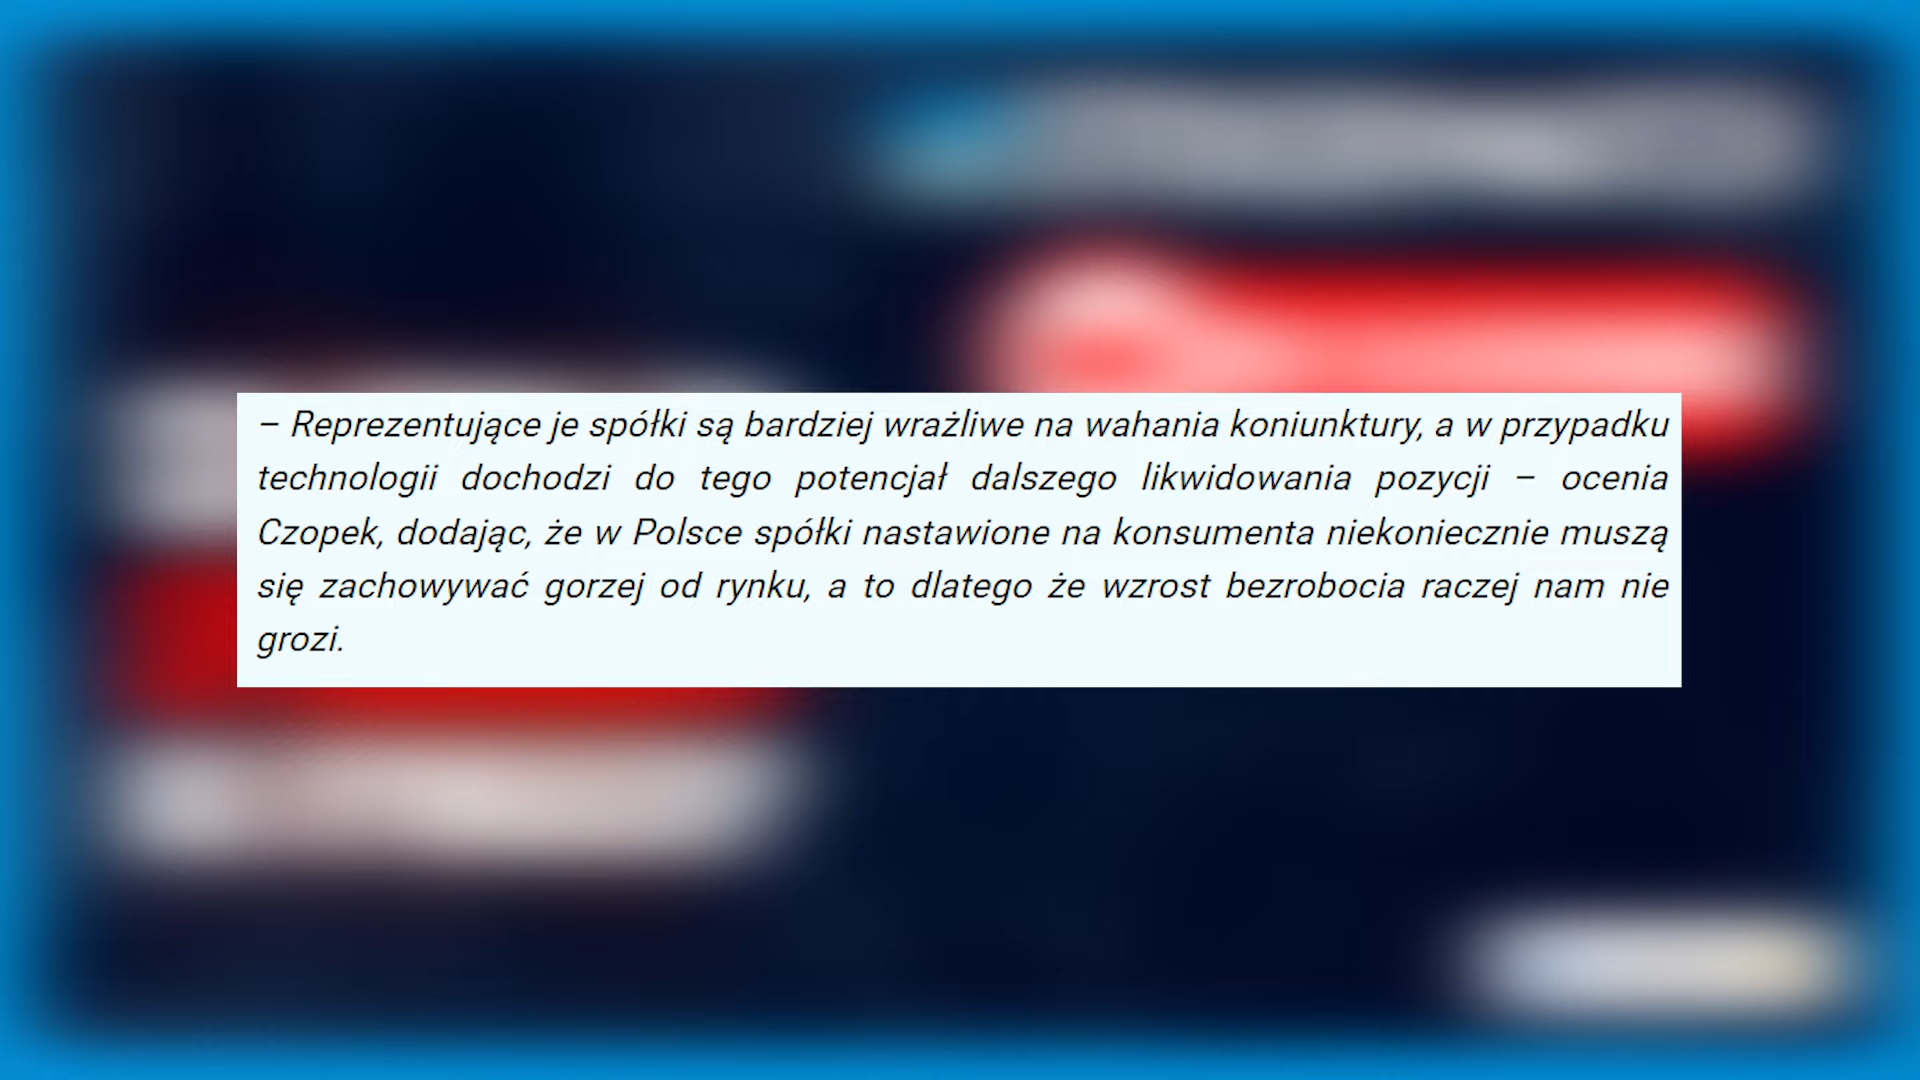 – Reprezentujące je spółki są bardziej wrażliwe na wahania koniunktury, a w przypadku
technologii dochodzi do tego potencjał dalszego likwidowania pozycji – ocenia
Czopek, dodając, że w Polsce spółki nastawione na konsumenta niekoniecznie muszą
się zachowywać gorzej od rynku, a to dlatego że wzrost bezrobocia raczej nam nie
grozi.